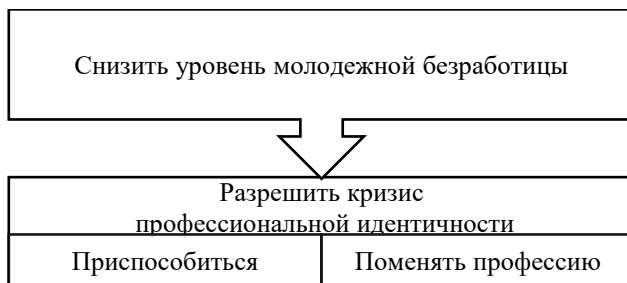 Снизить уровень молодежной безработицы
Разрешить кризис
профессиональной идентичности
Приспособиться
Поменять профессию